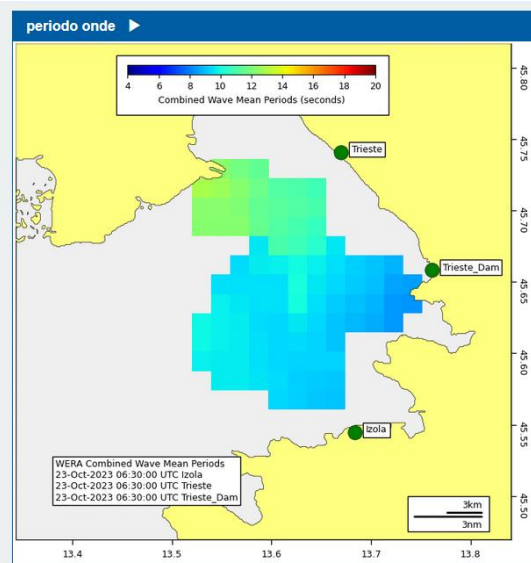 periodo onde
4 6 8 10 12 14 16 18 20
Combined Wave Mean Periods (seconds)
45.80
Trieste
45.75
45.70
Trieste_Dam
45.65
45.60
45.55
Izola
WERA Combined Wave Mean Periods
23-Oct-2023 06:30:00 UTC Izola
23-Oct-2023 06:30:00 UTC Trieste
23-Oct-2023 06:30:00 UTC Trieste_Dam
45.50
3km
3nm
13.4 13.5 13.6 13.7 13.8